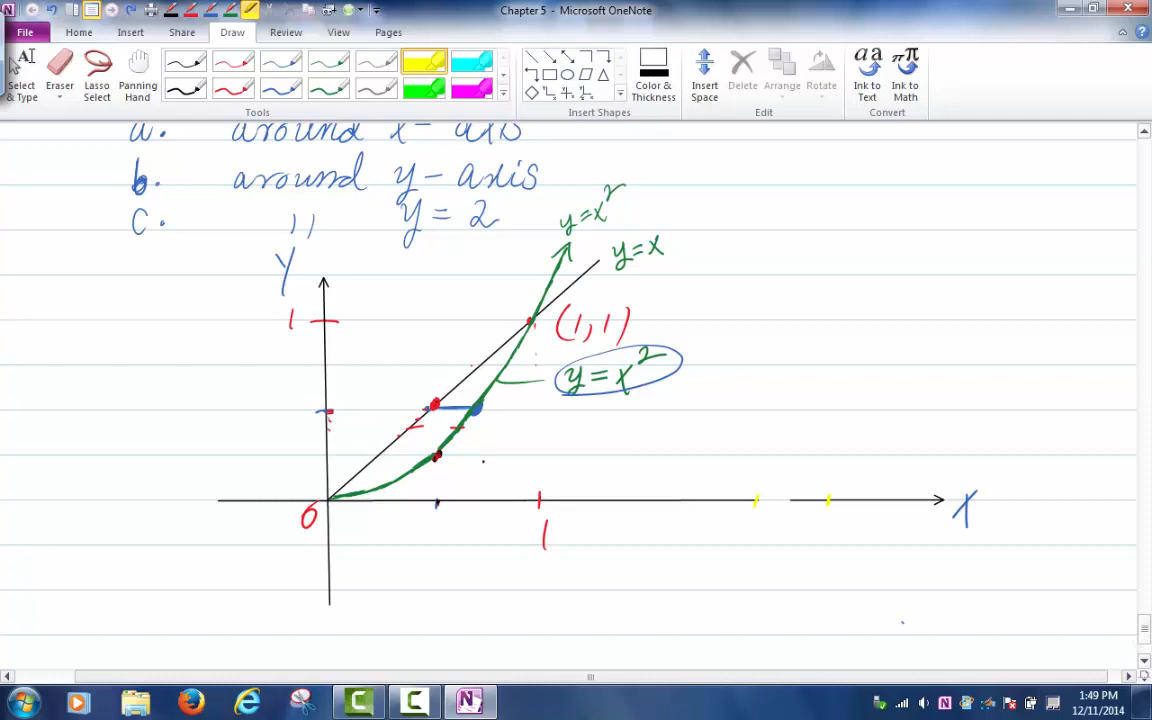 Chapter 5 - Microsoft OneNote
File Home Insert Draw Review View Pages
Select & Type
Eraser
Lasso Select
Panning Hand
Color & Thickness
Insert Space
Delete
Arrange
Rotate
Ink to Text
Ink to Math
Tools
Insert Shapes
Edit
Convert
a. around x-axis
b. around y-axis
c. " y = 2
y=x²
y=x
Y
1
(1,1)
y=x²
0
1
X
1:49 PM
12/11/2014